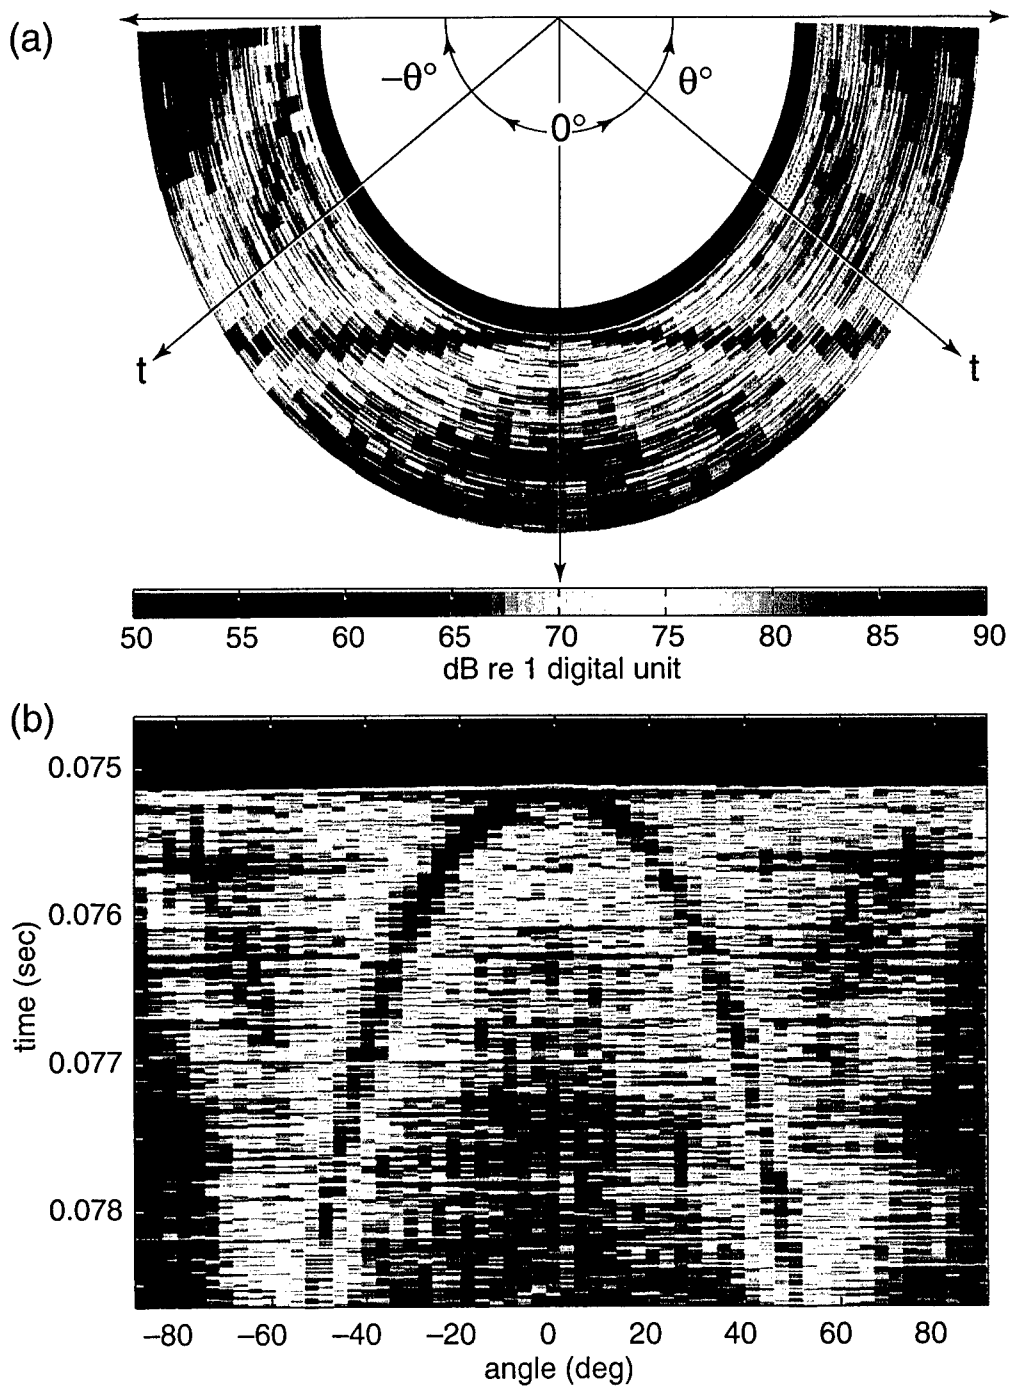 (a)
–θ°
θ°
0°
t
t
50 55 60 65 70 75 80 85 90
dB re 1 digital unit
(b)
0.075
0.076
0.077
0.078
time (sec)
–80 –60 –40 –20 0 20 40 60 80
angle (deg)